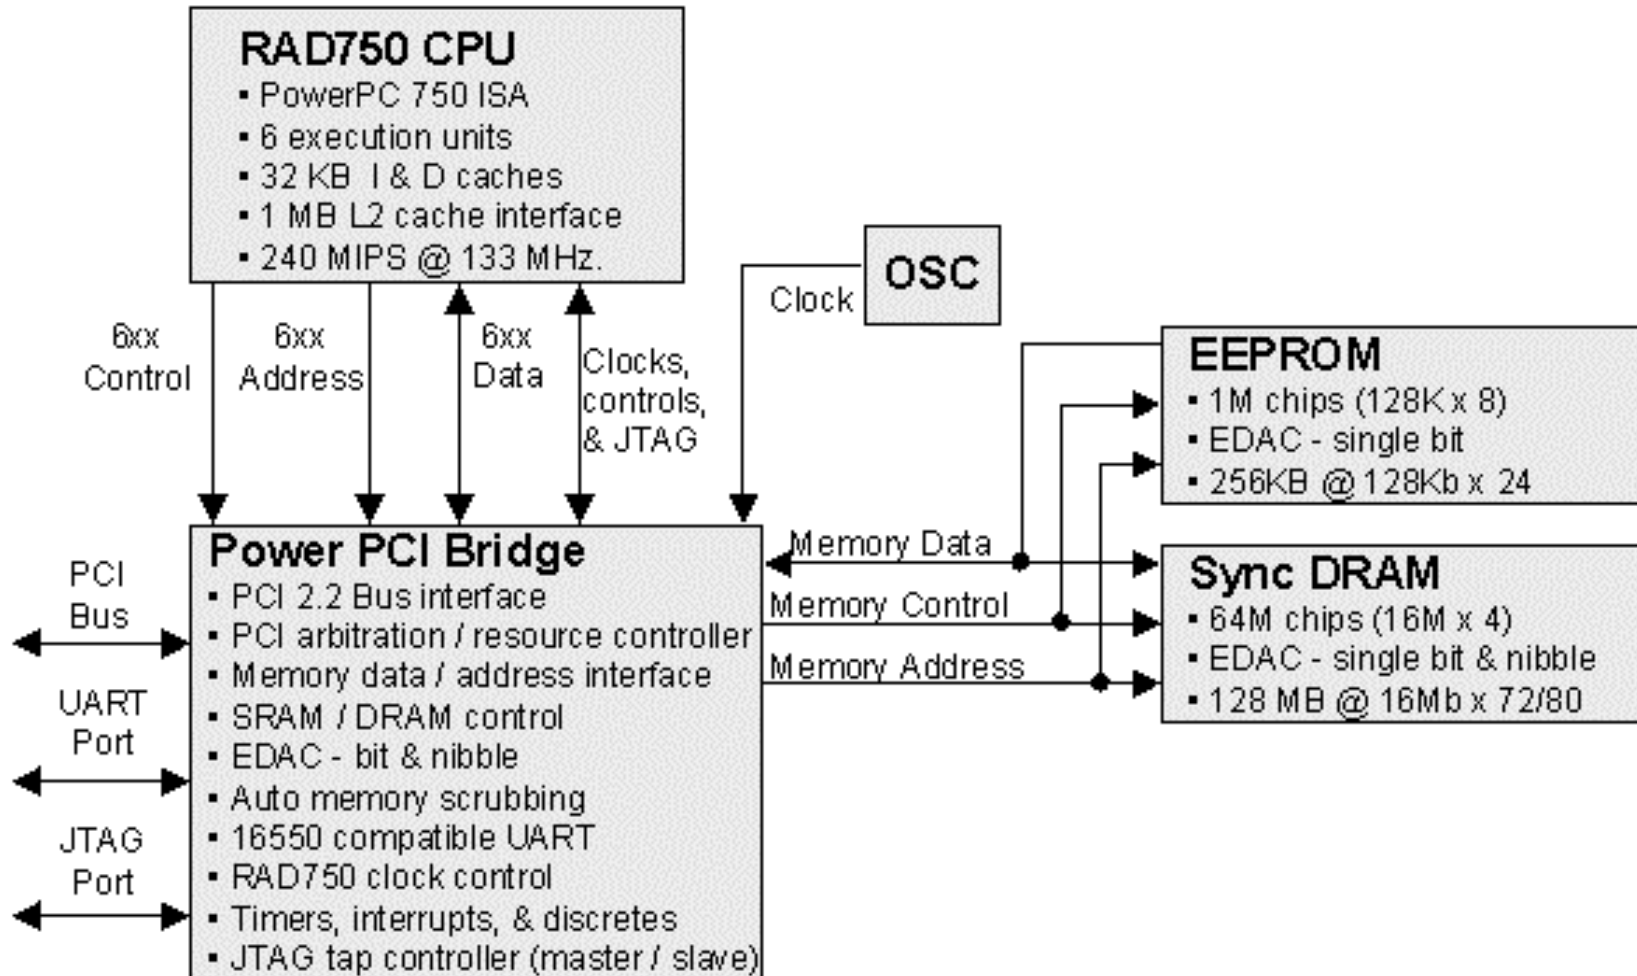 RAD750 CPU
▪ PowerPC 750 ISA
▪ 6 execution units
▪ 32 KB I & D caches
▪ 1 MB L2 cache interface
▪ 240 MIPS @ 133 MHz.
OSC
Clock
6xx
Control
6xx
Address
6xx
Data
Clocks,
controls,
& JTAG
EEPROM
▪ 1M chips (128K x 8)
▪ EDAC - single bit
▪ 256KB @ 128Kb x 24
Power PCI Bridge
▪ PCI 2.2 Bus interface
▪ PCI arbitration / resource controller
▪ Memory data / address interface
▪ SRAM / DRAM control
▪ EDAC - bit & nibble
▪ Auto memory scrubbing
▪ 16550 compatible UART
▪ RAD750 clock control
▪ Timers, interrupts, & discretes
▪ JTAG tap controller (master / slave)
Memory Data
Memory Control
Memory Address
Sync DRAM
▪ 64M chips (16M x 4)
▪ EDAC - single bit & nibble
▪ 128 MB @ 16Mb x 72/80
PCI
Bus
UART
Port
JTAG
Port